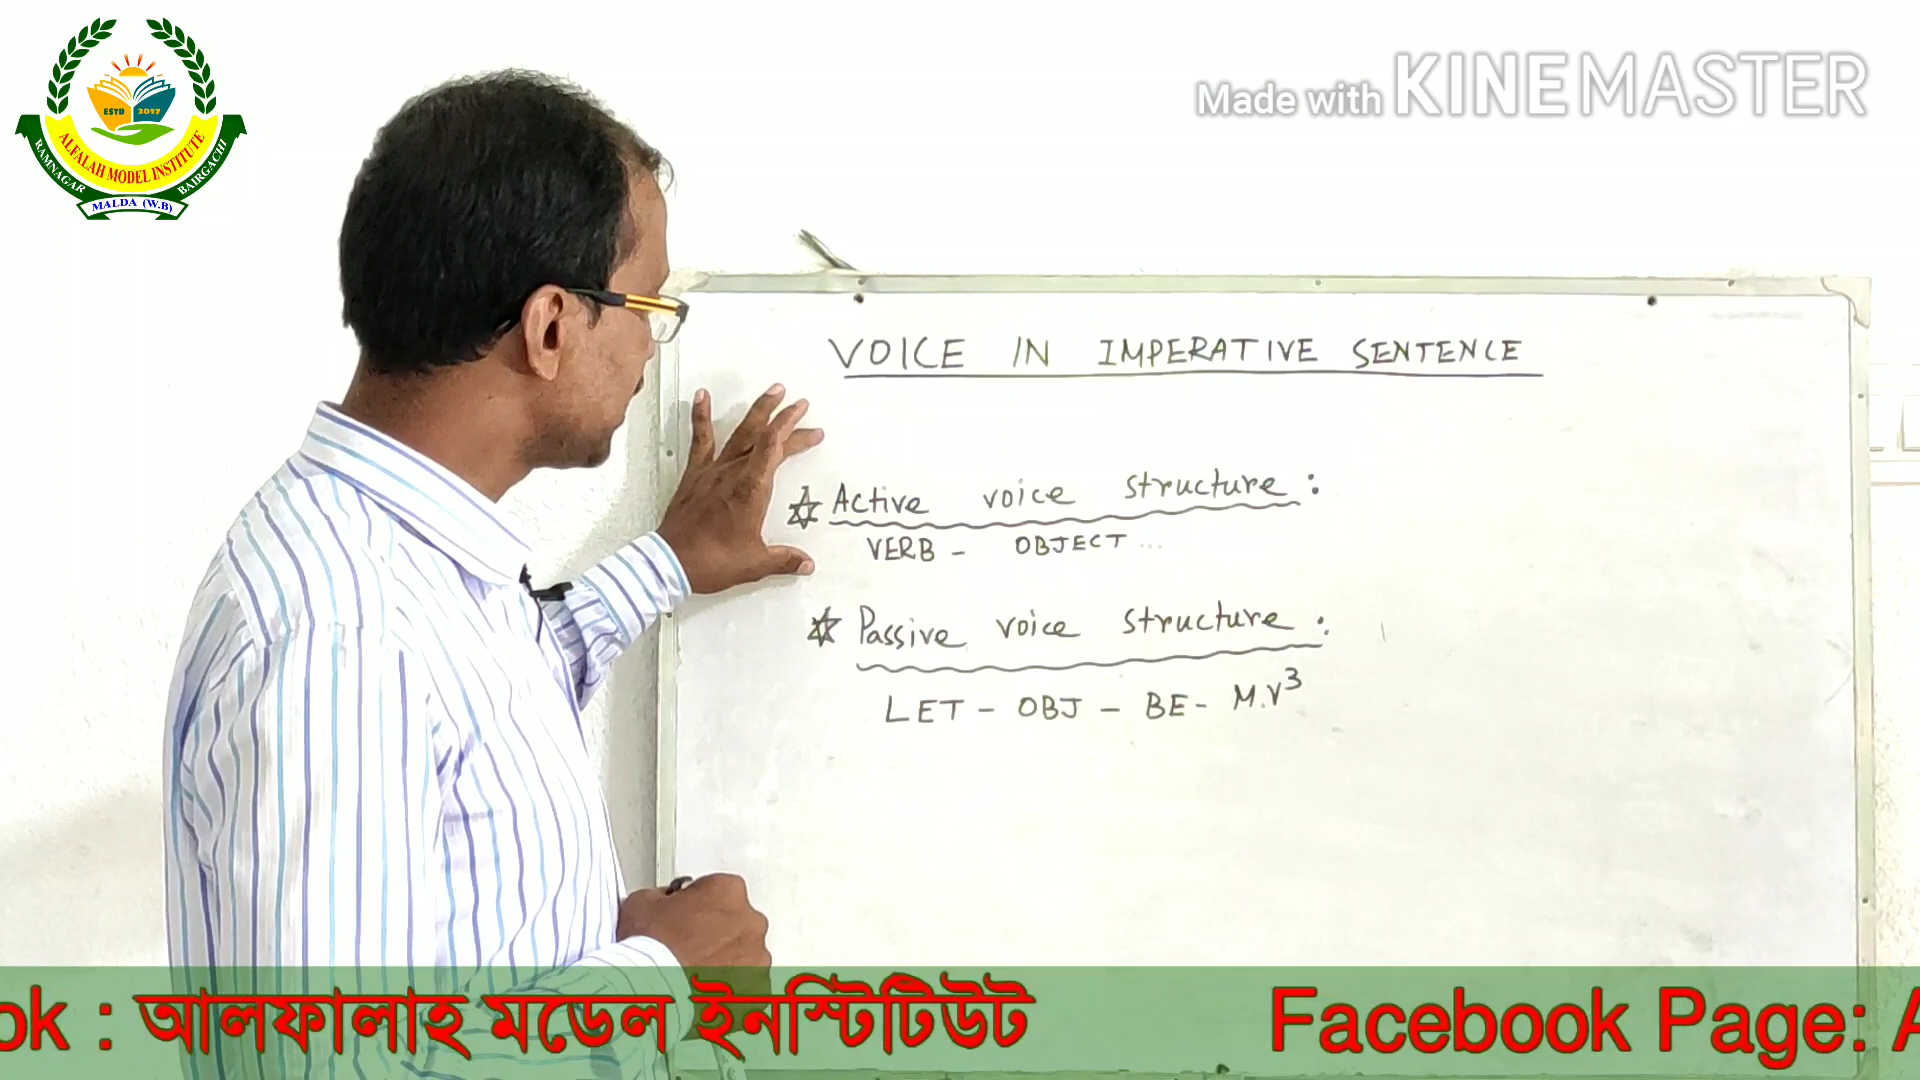 ESTD 2017
ALFALAH MODEL INSTITUTE
RAMNAGAR BAIRGACHI
MALDA (W.B)
Made with KINEMASTER
VOICE IN IMPERATIVE SENTENCE
Active voice structure :
VERB - OBJECT ...
Passive voice structure :
LET - OBJ - BE - M.V3
ok : আলফালাহ মডেল ইনস্টিটিউট Facebook Page: A